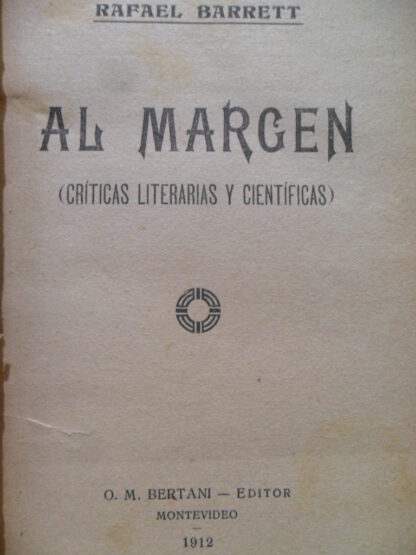 RAFAEL BARRETT
AL MARGEN
(CRÍTICAS LITERARIAS Y CIENTÍFICAS)
O. M. BERTANI — EDITOR
MONTEVIDEO
—
1912